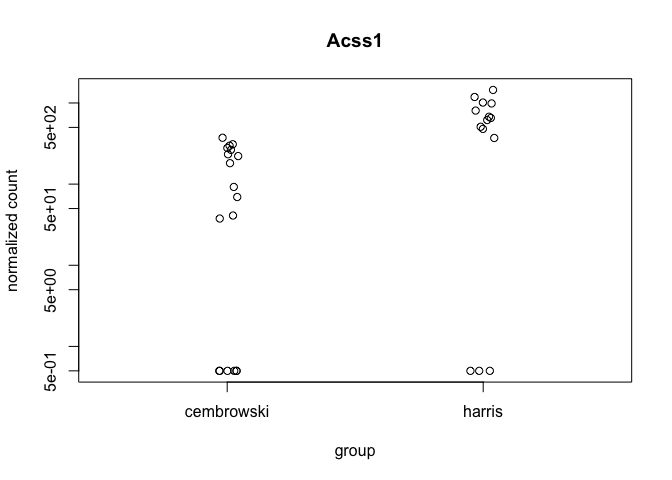 Acss1
normalized count
5e+02
5e+01
5e+00
5e-01
cembrowski
harris
group